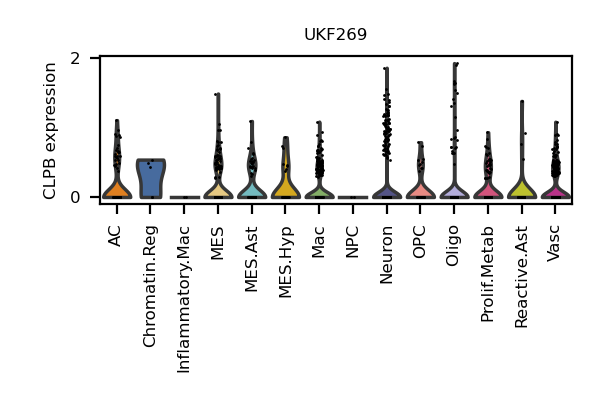 UKF269
CLPB expression
2
0
AC
Chromatin.Reg
Inflammatory.Mac
MES
MES.Ast
MES.Hyp
Mac
NPC
Neuron
OPC
Oligo
Prolif.Metab
Reactive.Ast
Vasc